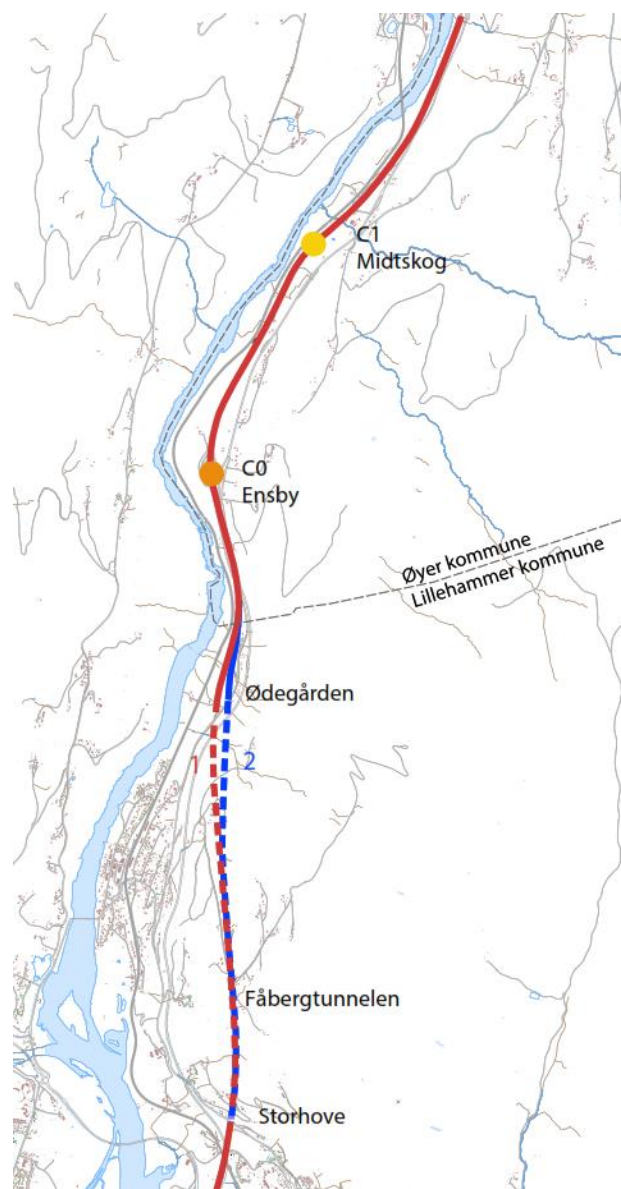 C1
Midtskog
C0
Ensby
Øyer kommune
Lillehammer kommune
Ødegården
1
2
Fåbergtunnelen
Storhove